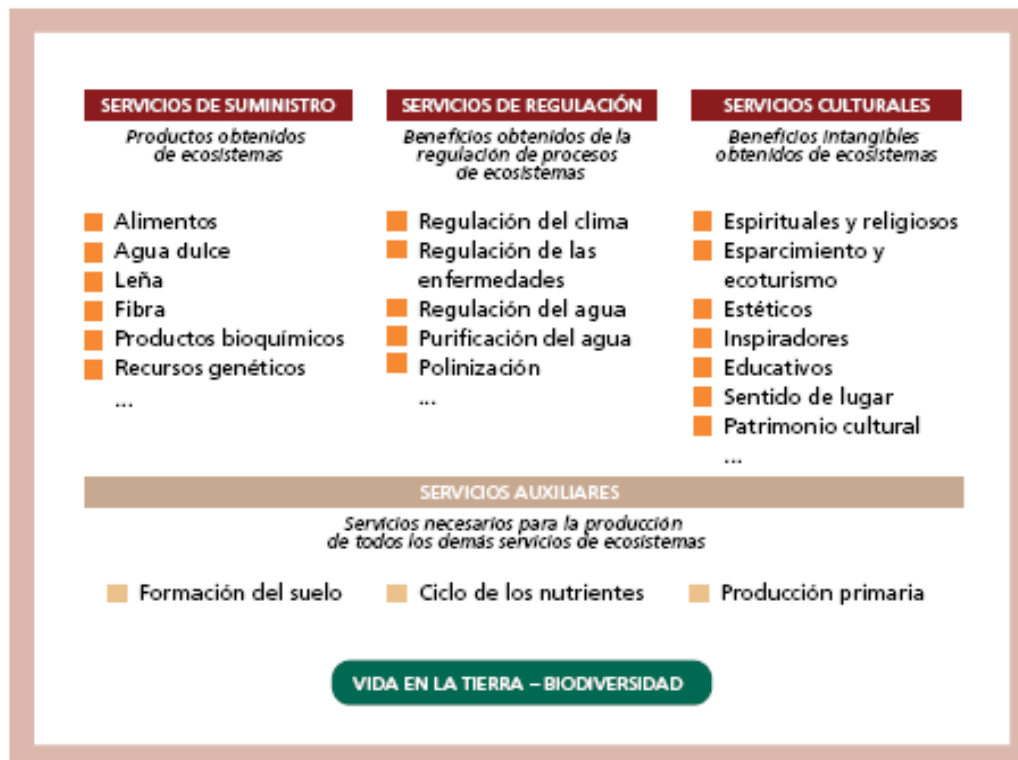 SERVICIOS DE SUMINISTRO
Productos obtenidos
de ecosistemas
Alimentos
Agua dulce
Leña
Fibra
Productos bioquímicos
Recursos genéticos
...
SERVICIOS DE REGULACIÓN
Beneficios obtenidos de la
regulación de procesos
de ecosistemas
Regulación del clima
Regulación de las
enfermedades
Regulación del agua
Purificación del agua
Polinización
...
SERVICIOS CULTURALES
Beneficios intangibles
obtenidos de ecosistemas
Espirituales y religiosos
Esparcimiento y
ecoturismo
Estéticos
Inspiradores
Educativos
Sentido de lugar
Patrimonio cultural
...
SERVICIOS AUXILIARES
Servicios necesarios para la producción
de todos los demás servicios de ecosistemas
Formación del suelo
Ciclo de los nutrientes
Producción primaria
VIDA EN LA TIERRA – BIODIVERSIDAD